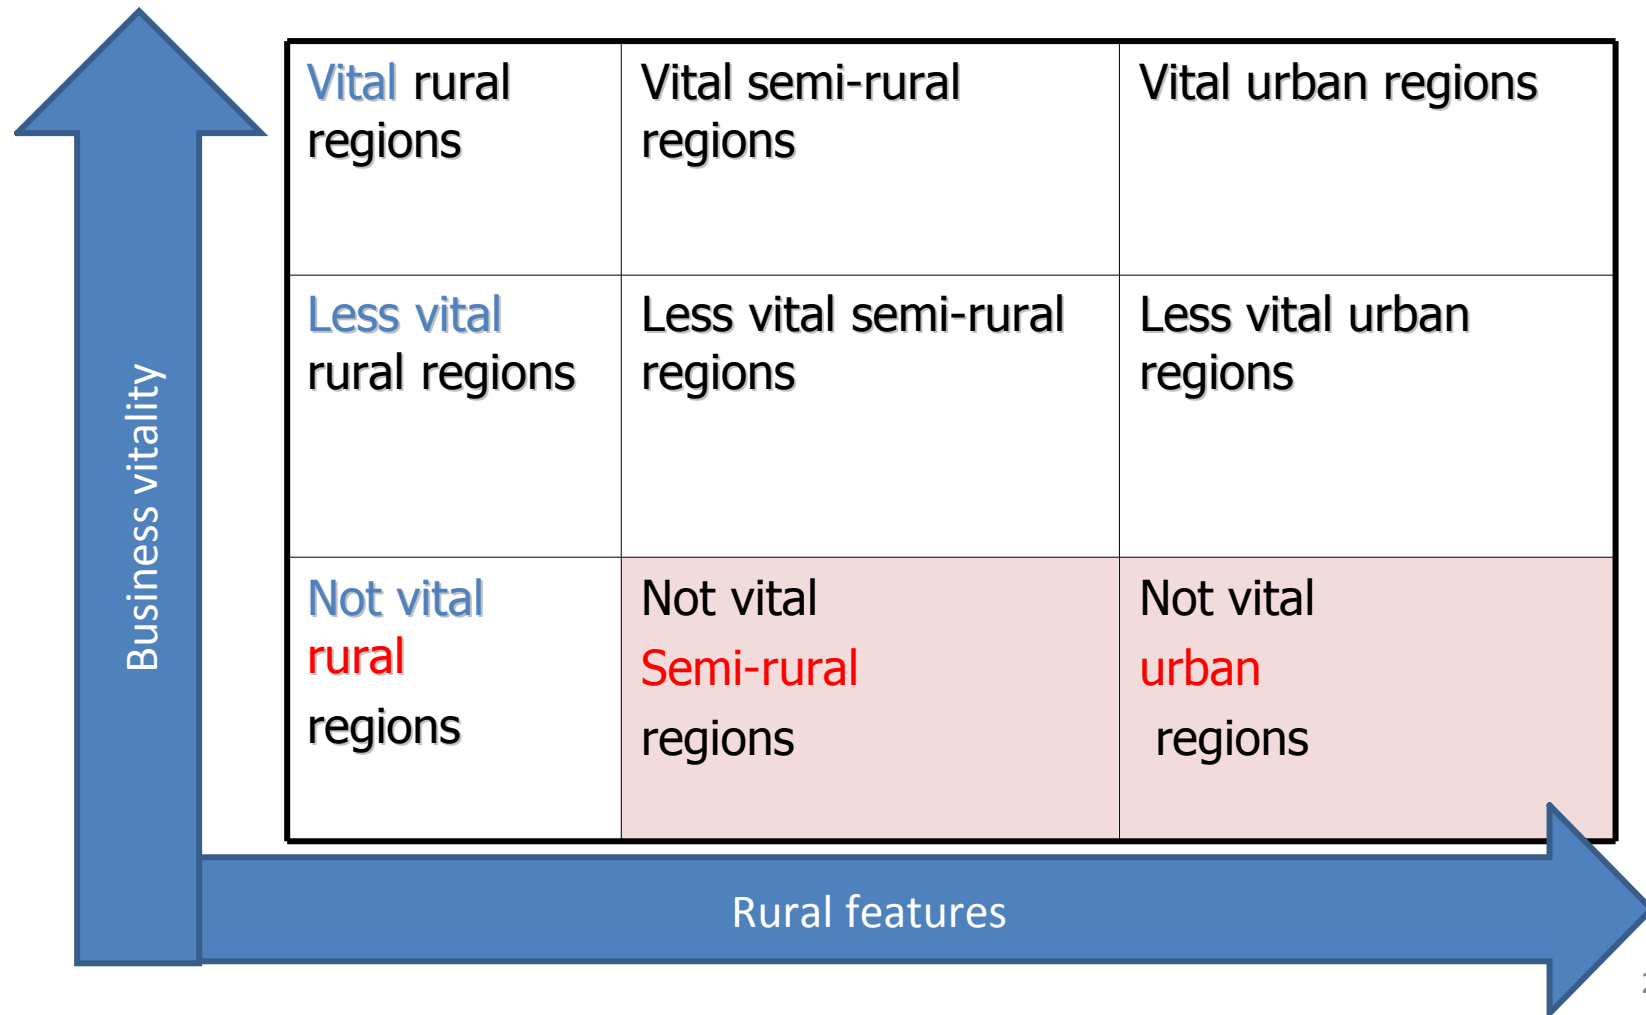 Vital rural
regions
Vital semi-rural
regions
Vital urban regions
Less vital
rural regions
Less vital semi-rural
regions
Less vital urban
regions
Not vital
rural
regions
Not vital
Semi-rural
regions
Not vital
urban
regions
Business vitality
Rural features